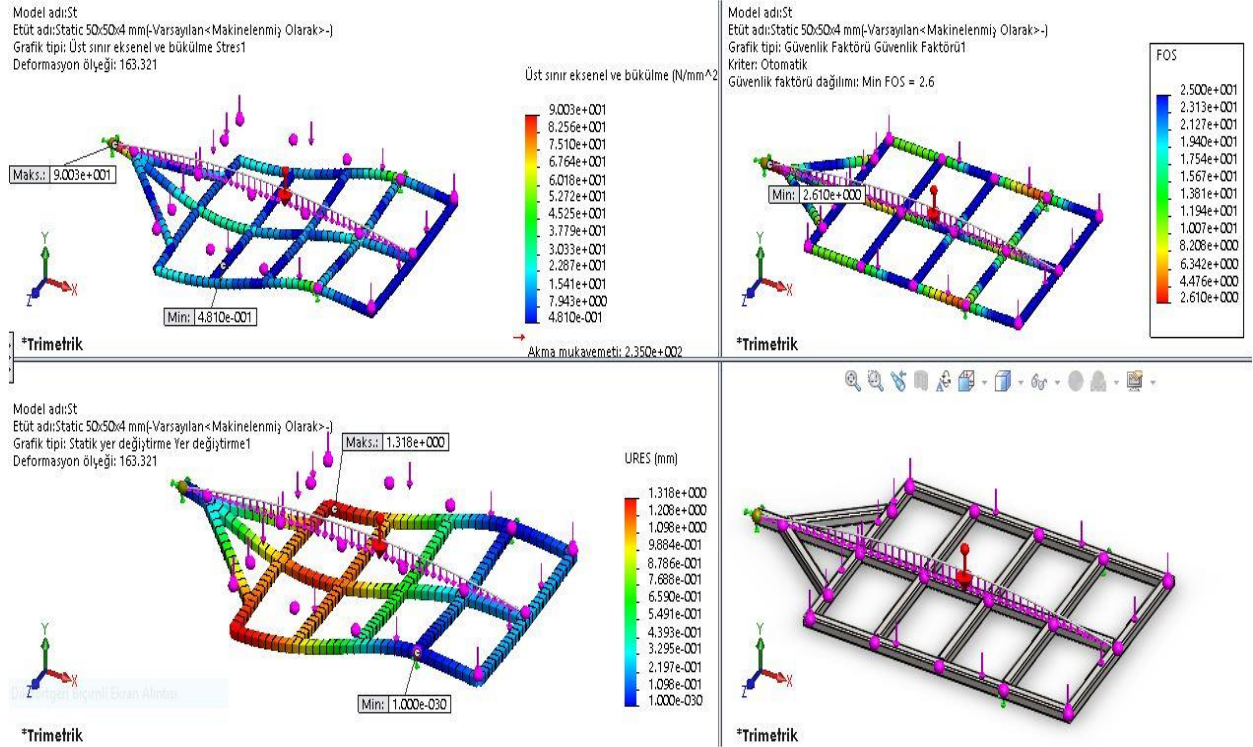 Model adı:St
Etüt adı:Static 50x50x4 mm(-Varsayılan<Makinelenmiş Olarak>-)
Grafik tipi: Üst sınır eksenel ve bükülme Stres1
Deformasyon ölçeği: 163.321
Üst sınır eksenel ve bükülme (N/mm^2
9.003e+001
8.256e+001
7.510e+001
6.764e+001
6.018e+001
5.272e+001
4.525e+001
3.779e+001
3.033e+001
2.287e+001
1.541e+001
7.943e+000
4.810e-001
Akma mukavemeti: 2.350e+002
Maks.: 9.003e+001
Min: 4.810e-001
Y
X
Z
*Trimetrik
Model adı:St
Etüt adı:Static 50x50x4 mm(-Varsayılan<Makinelenmiş Olarak>-)
Grafik tipi: Güvenlik Faktörü Güvenlik Faktörü1
Kriter: Otomatik
Güvenlik faktörü dağılımı: Min FOS = 2.6
FOS
2.500e+001
2.313e+001
2.127e+001
1.940e+001
1.754e+001
1.567e+001
1.381e+001
1.194e+001
1.007e+001
8.208e+000
6.342e+000
4.476e+000
2.610e+000
Min: 2.610e+000
Y
X
Z
*Trimetrik
Model adı:St
Etüt adı:Static 50x50x4 mm(-Varsayılan<Makinelenmiş Olarak>-)
Grafik tipi: Statik yer değiştirme Yer değiştirme1
Deformasyon ölçeği: 163.321
Maks.: 1.318e+000
URES (mm)
1.318e+000
1.208e+000
1.098e+000
9.884e-001
8.786e-001
7.688e-001
6.590e-001
5.491e-001
4.393e-001
3.295e-001
2.197e-001
1.098e-001
1.000e-030
Min: 1.000e-030
Y
X
Z
Dikdörtgen Biçimli Ekran Alıntısı
*Trimetrik
Y
X
Z
*Trimetrik